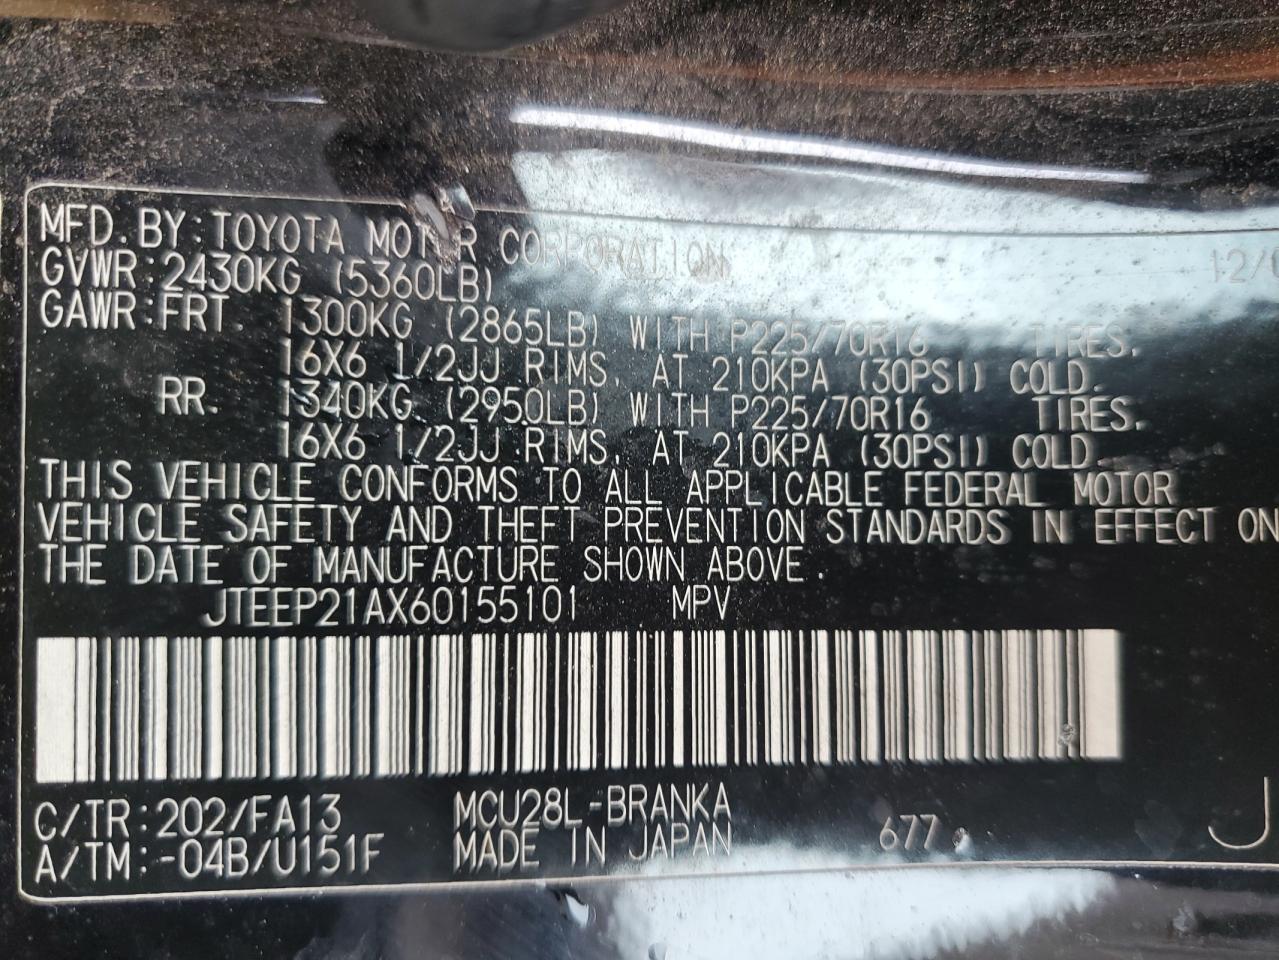 MFD. BY: TOYOTA MOTOR CORPORATION
GVWR: 2430KG (5360LB)
GAWR: FRT. 1300KG (2865LB) WITH P225/70R16 TIRES,
16X6 1/2JJ RIMS, AT 210KPA (30PSI) COLD.
RR. 1340KG (2950LB) WITH P225/70R16 TIRES,
16X6 1/2JJ RIMS, AT 210KPA (30PSI) COLD.
THIS VEHICLE CONFORMS TO ALL APPLICABLE FEDERAL MOTOR
VEHICLE SAFETY AND THEFT PREVENTION STANDARDS IN EFFECT ON
THE DATE OF MANUFACTURE SHOWN ABOVE.
JTEEP21AX60155101 MPV
C/TR: 202/FA13 MCU28L-BRANKA
A/TM: -04B/U151F MADE IN JAPAN 677 J